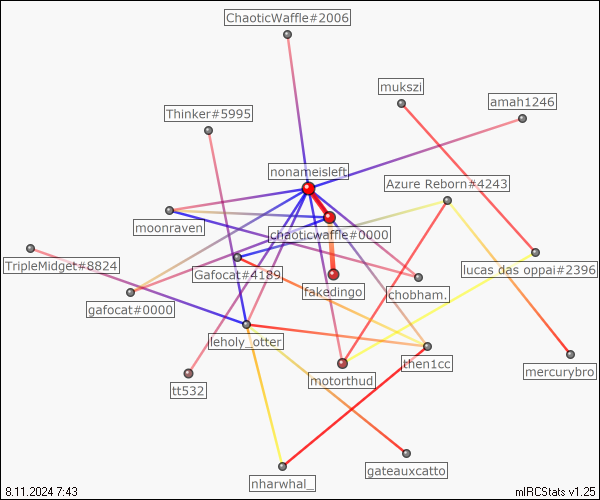 ChaoticWaffle#2006
mukszi
amah1246
Thinker#5995
nonameisleft
Azure Reborn#4243
moonraven
chaoticwaffle#0000
TripleMidget#8824
Gafocat#4189
lucas das oppai#2396
fakedingo
chobham.
gafocat#0000
leholy_otter
then1cc
mercurybro
motorthud
tt532
gateauxcatto
nharwhal_
8.11.2024 7:43
mIRCStats v1.25